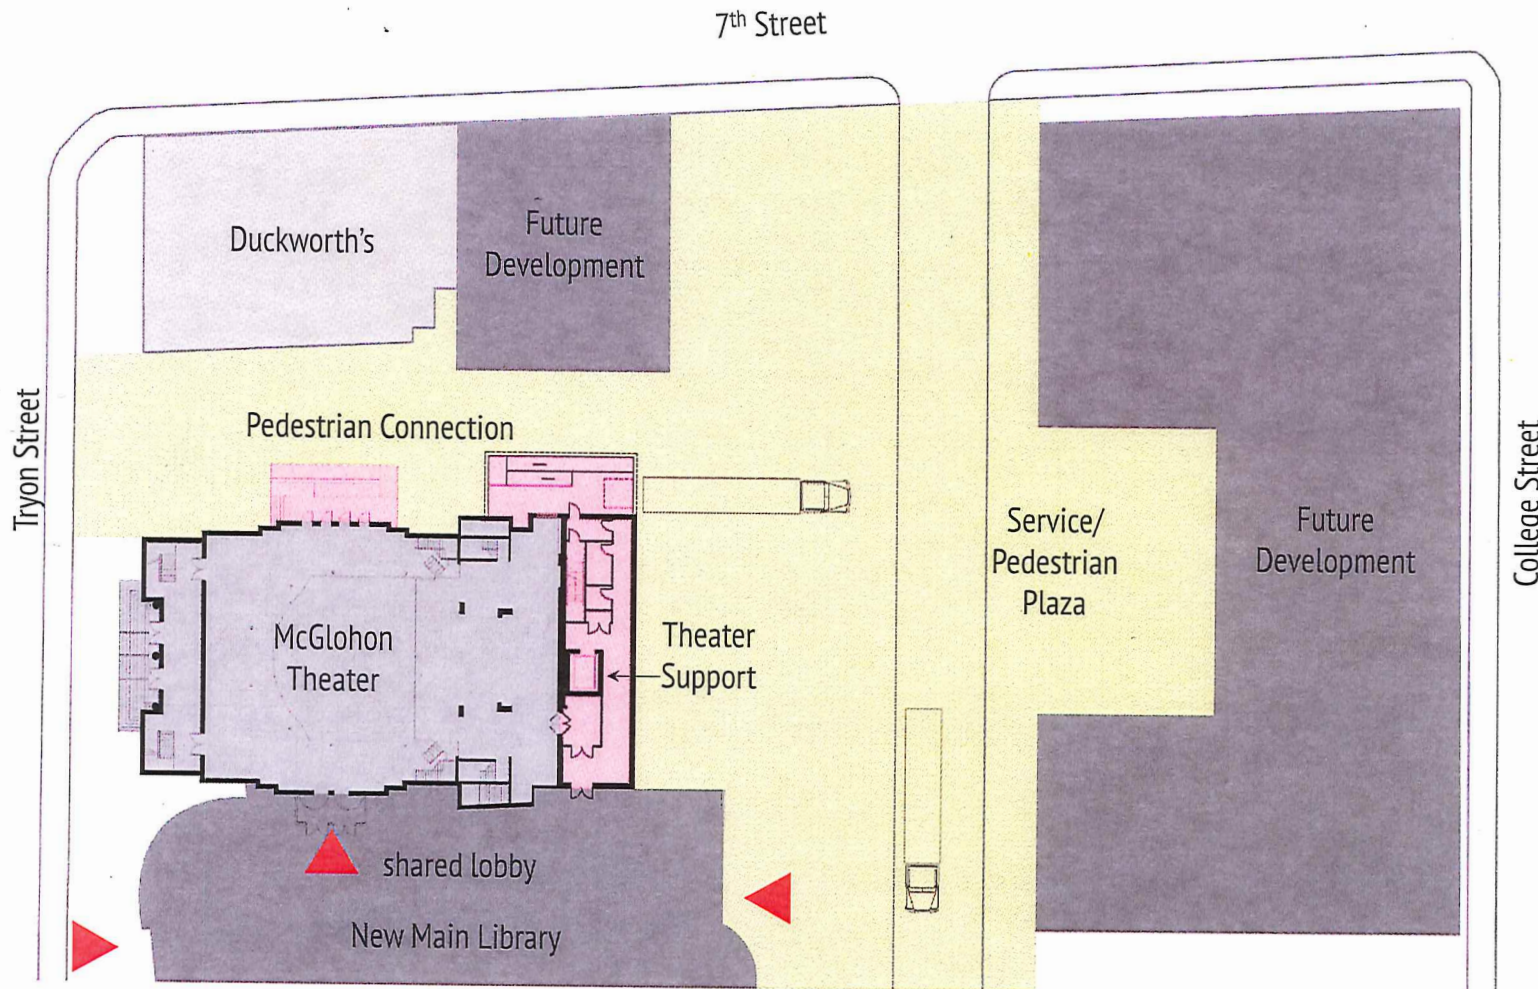 7th Street
Duckworth's
Future
Development
Pedestrian Connection
Tryon Street
College Street
Service/
Pedestrian
Plaza
Future
Development
McGlohon
Theater
Theater
Support
shared lobby
New Main Library